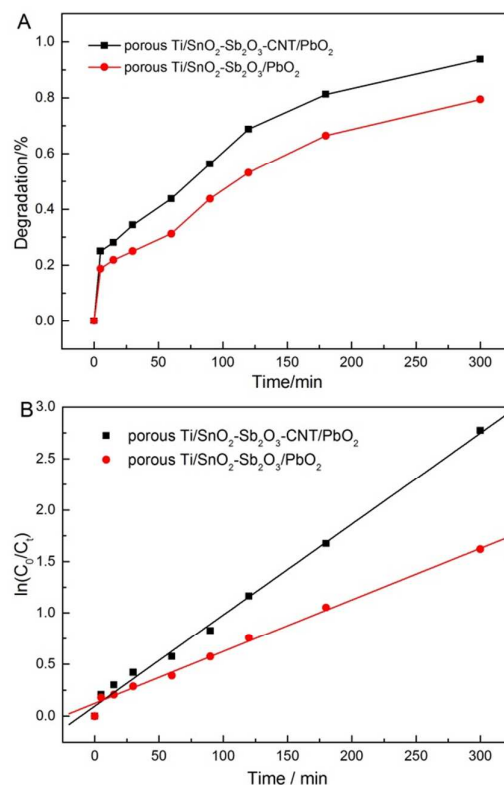 A
porous Ti/SnO₂-Sb₂O₃-CNT/PbO₂
porous Ti/SnO₂-Sb₂O₃/PbO₂
1.0
0.8
0.6
0.4
0.2
0.0
Degradation/%
0 50 100 150 200 250 300
Time/min
B
porous Ti/SnO₂-Sb₂O₃-CNT/PbO₂
porous Ti/SnO₂-Sb₂O₃/PbO₂
3.0
2.5
2.0
1.5
1.0
0.5
0.0
ln(C₀/Cₜ)
0 50 100 150 200 250 300
Time / min